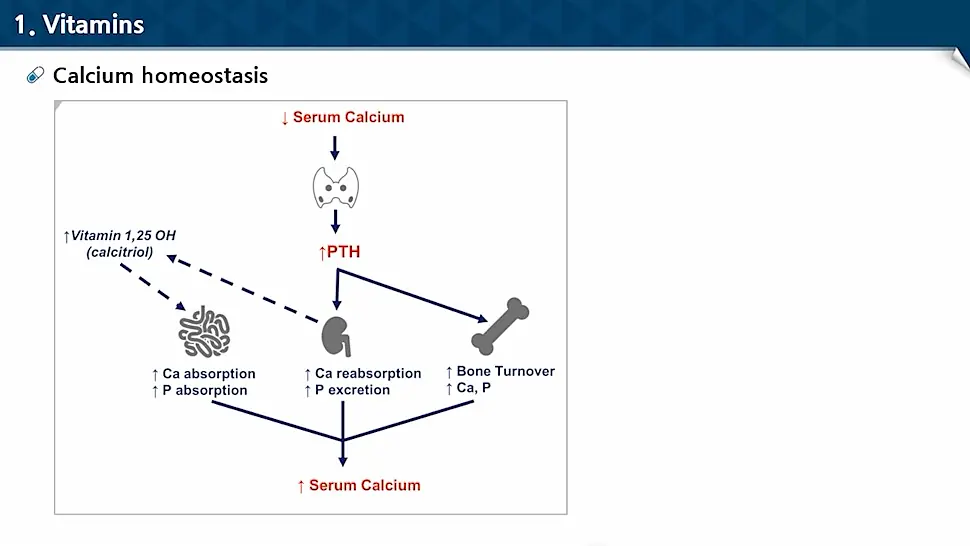 1. Vitamins
Calcium homeostasis
↓ Serum Calcium
↑PTH
↑Vitamin 1,25 OH
(calcitriol)
↑ Ca absorption
↑ P absorption
↑ Ca reabsorption
↑ P excretion
↑ Bone Turnover
↑ Ca, P
↑ Serum Calcium